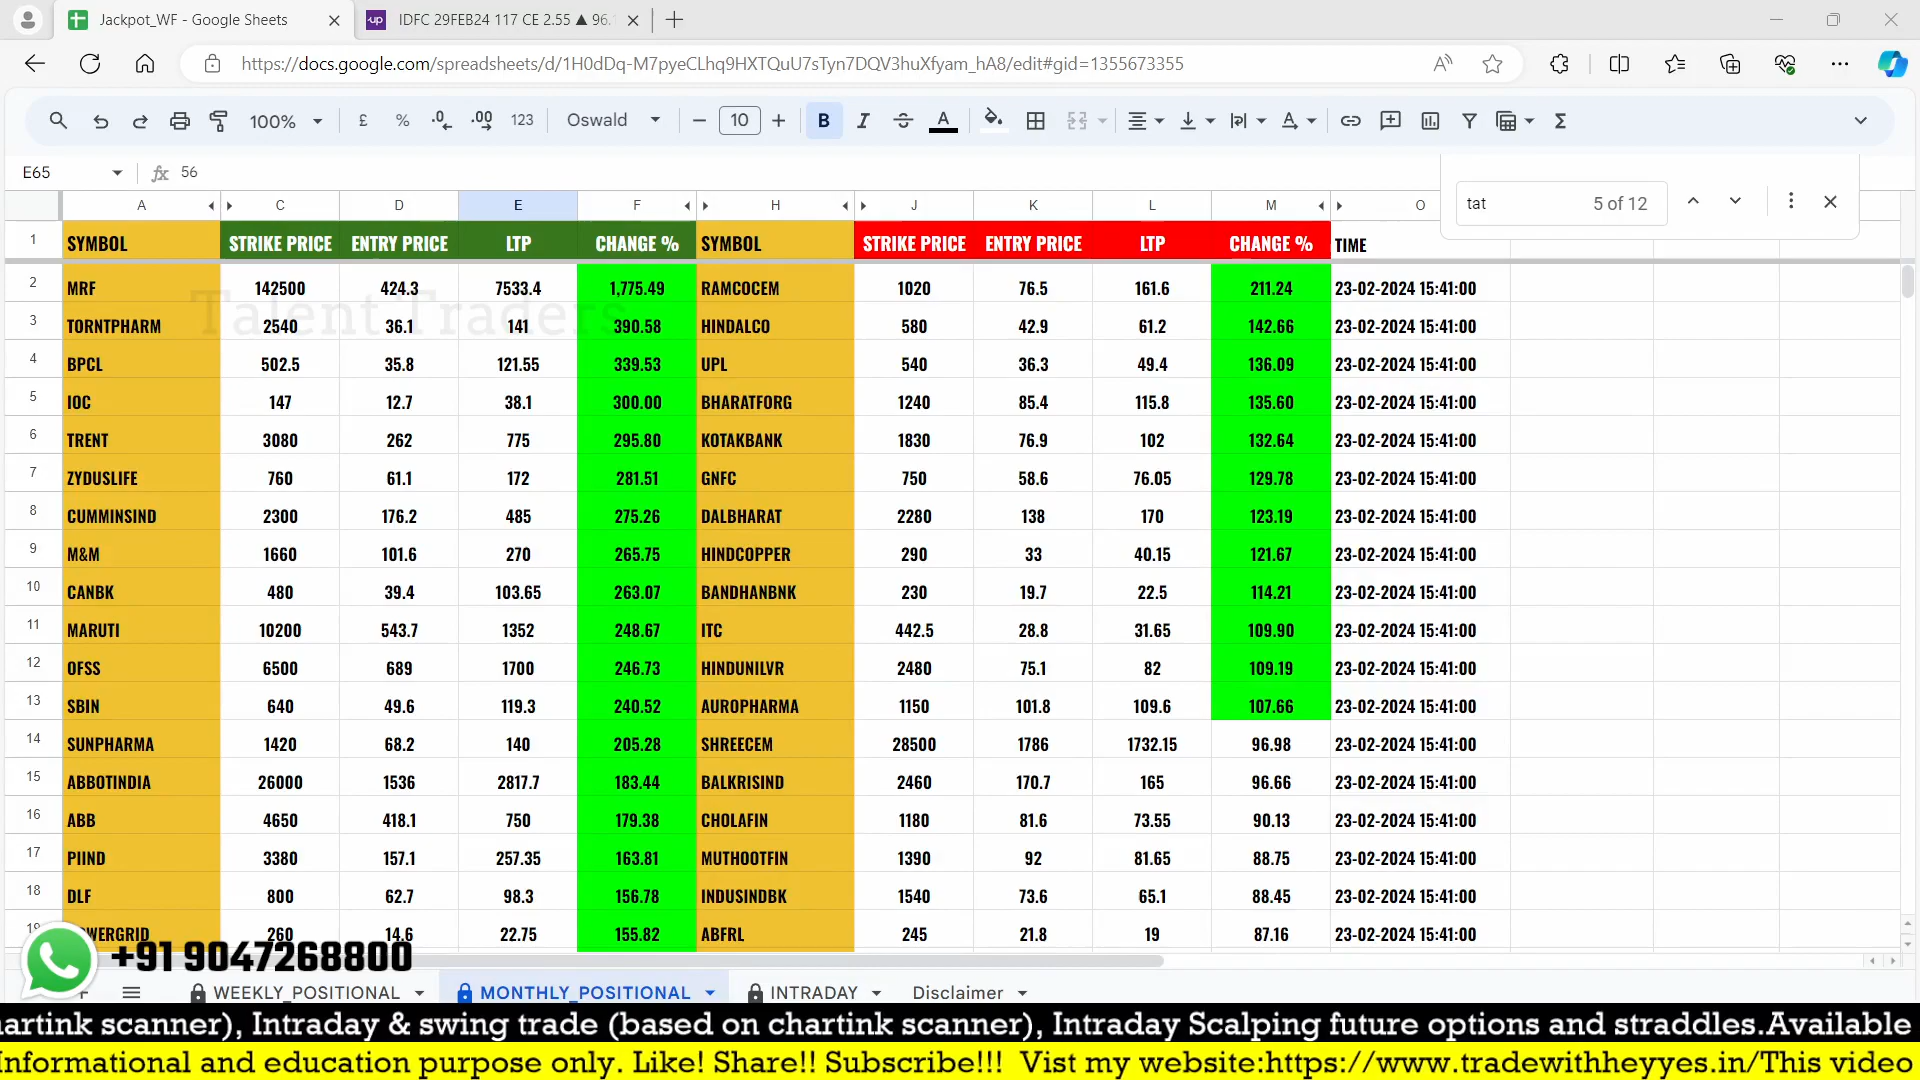 Jackpot_WF - Google Sheets
IDFC 29FEB24 117 CE 2.55 ▲ 96.
https://docs.google.com/spreadsheets/d/1H0dDq-M7pyeCLhq9HXTQuU7sTyn7DQV3huXfyam_hA8/edit#gid=1355673355
100% £ % .0 .00 123 Oswald 10 B I A Σ
E65 fx 56
tat 5 of 12
A C D E F H J K L M O
1 SYMBOL STRIKE PRICE ENTRY PRICE LTP CHANGE % SYMBOL STRIKE PRICE ENTRY PRICE LTP CHANGE % TIME
2 MRF 142500 424.3 7533.4 1,775.49 RAMCOCEM 1020 76.5 161.6 211.24 23-02-2024 15:41:00
Talent Traders
3 TORNTPHARM 2540 36.1 141 390.58 HINDALCO 580 42.9 61.2 142.66 23-02-2024 15:41:00
4 BPCL 502.5 35.8 121.55 339.53 UPL 540 36.3 49.4 136.09 23-02-2024 15:41:00
5 IOC 147 12.7 38.1 300.00 BHARATFORG 1240 85.4 115.8 135.60 23-02-2024 15:41:00
6 TRENT 3080 262 775 295.80 KOTAKBANK 1830 76.9 102 132.64 23-02-2024 15:41:00
7 ZYDUSLIFE 760 61.1 172 281.51 GNFC 750 58.6 76.05 129.78 23-02-2024 15:41:00
8 CUMMINSIND 2300 176.2 485 275.26 DALBHARAT 2280 138 170 123.19 23-02-2024 15:41:00
9 M&M 1660 101.6 270 265.75 HINDCOPPER 290 33 40.15 121.67 23-02-2024 15:41:00
10 CANBK 480 39.4 103.65 263.07 BANDHANBNK 230 19.7 22.5 114.21 23-02-2024 15:41:00
11 MARUTI 10200 543.7 1352 248.67 ITC 442.5 28.8 31.65 109.90 23-02-2024 15:41:00
12 OFSS 6500 689 1700 246.73 HINDUNILVR 2480 75.1 82 109.19 23-02-2024 15:41:00
13 SBIN 640 49.6 119.3 240.52 AUROPHARMA 1150 101.8 109.6 107.66 23-02-2024 15:41:00
14 SUNPHARMA 1420 68.2 140 205.28 SHREECEM 28500 1786 1732.15 96.98 23-02-2024 15:41:00
15 ABBOTINDIA 26000 1536 2817.7 183.44 BALKRISIND 2460 170.7 165 96.66 23-02-2024 15:41:00
16 ABB 4650 418.1 750 179.38 CHOLAFIN 1180 81.6 73.55 90.13 23-02-2024 15:41:00
17 PIIND 3380 157.1 257.35 163.81 MUTHOOTFIN 1390 92 81.65 88.75 23-02-2024 15:41:00
18 DLF 800 62.7 98.3 156.78 INDUSINDBK 1540 73.6 65.1 88.45 23-02-2024 15:41:00
19 WERGRID 260 14.6 22.75 155.82 ABFRL 245 21.8 19 87.16 23-02-2024 15:41:00
+91 9047268800
WEEKLY_POSITIONAL MONTHLY_POSITIONAL INTRADAY Disclaimer
artink scanner), Intraday & swing trade (based on chartink scanner), Intraday Scalping future options and straddles.Available
nformational and education purpose only. Like! Share!! Subscribe!!! Vist my website:https://www.tradewithheyyes.in/This video